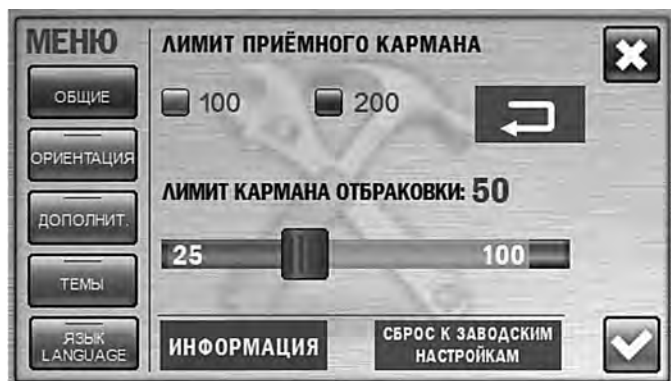 МЕНЮ
ОБЩИЕ
ОРИЕНТАЦИЯ
ДОПОЛНИТ.
ТЕМЫ
ЯЗЫК
LANGUAGE
ЛИМИТ ПРИЁМНОГО КАРМАНА
100 200
ЛИМИТ КАРМАНА ОТБРАКОВКИ: 50
25 100
ИНФОРМАЦИЯ
СБРОС К ЗАВОДСКИМ
НАСТРОЙКАМ